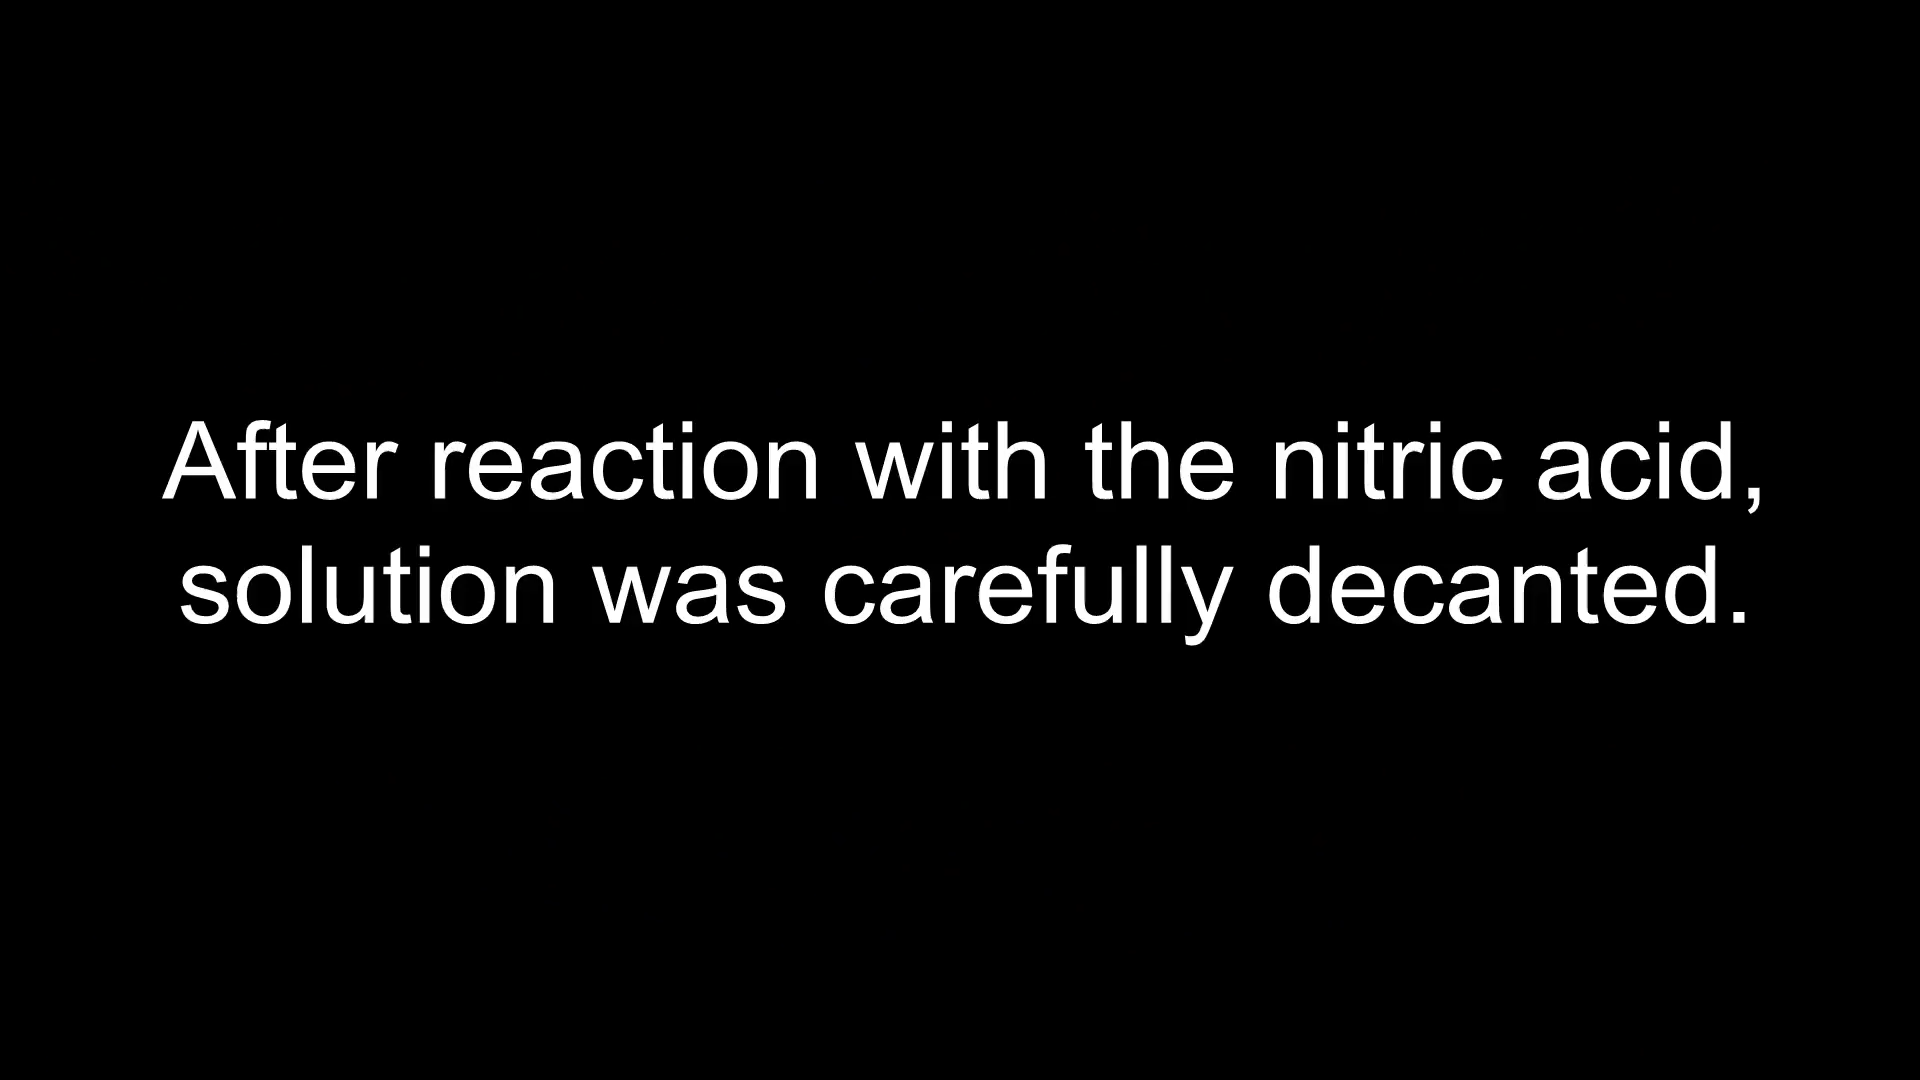 After reaction with the nitric acid,
solution was carefully decanted.